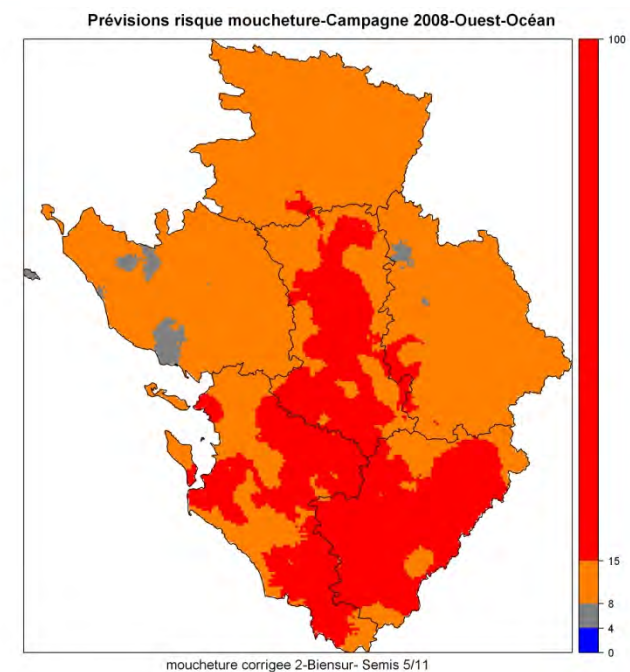 Prévisions risque moucheture-Campagne 2008-Ouest-Océan
100
15
8
4
0
moucheture corrigee 2-Biensur- Semis 5/11